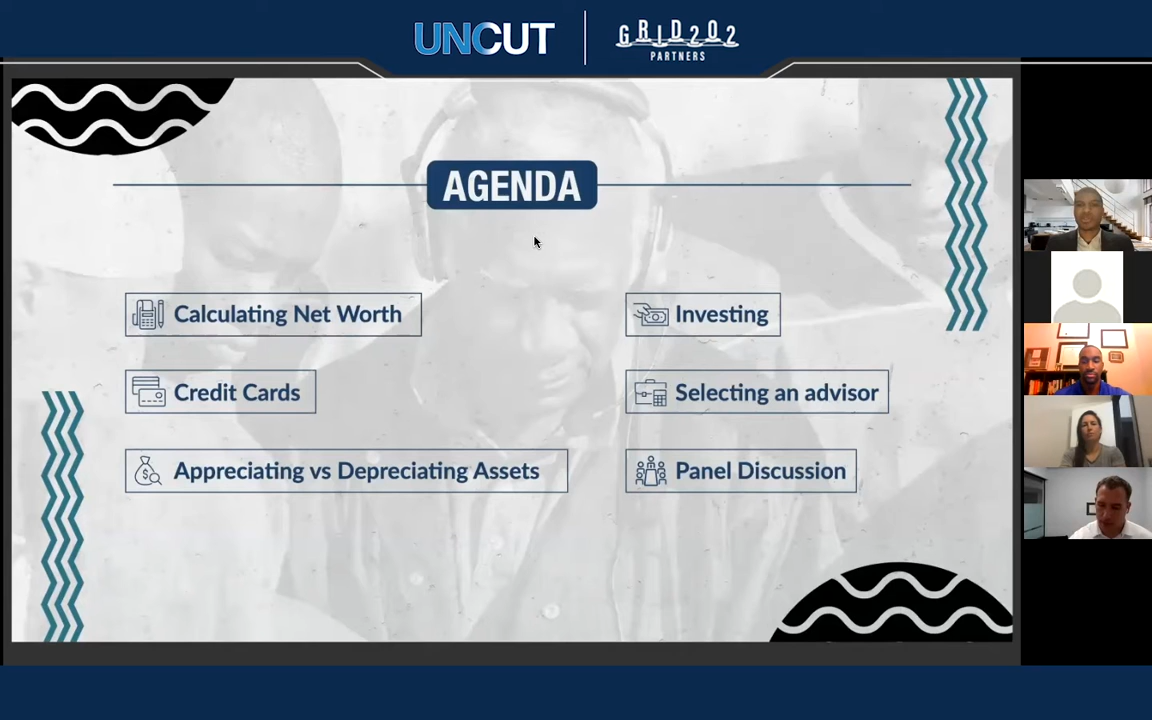 UNCUT
GRID202
PARTNERS
AGENDA
Calculating Net Worth
Credit Cards
Appreciating vs Depreciating Assets
Investing
Selecting an advisor
Panel Discussion